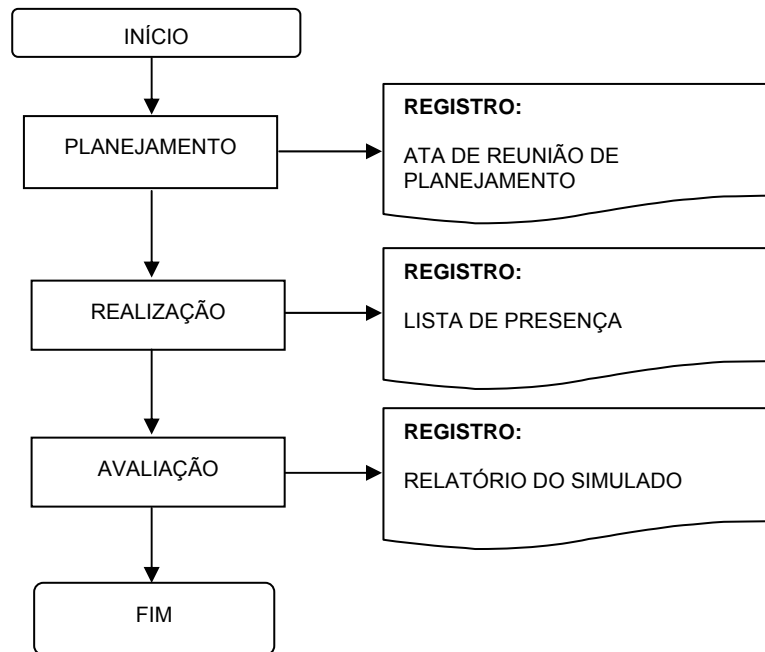 INÍCIO
PLANEJAMENTO
REGISTRO:
ATA DE REUNIÃO DE
PLANEJAMENTO
REALIZAÇÃO
REGISTRO:
LISTA DE PRESENÇA
AVALIAÇÃO
REGISTRO:
RELATÓRIO DO SIMULADO
FIM